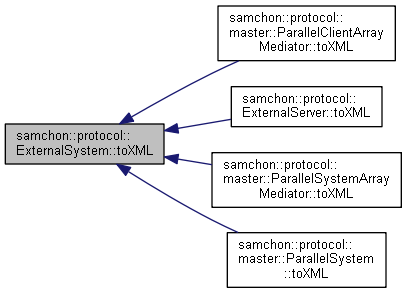 samchon::protocol::
master::ParallelClientArray
Mediator::toXML
samchon::protocol::
ExternalServer::toXML
samchon::protocol::
ExternalSystem::toXML
samchon::protocol::
master::ParallelSystemArray
Mediator::toXML
samchon::protocol::
master::ParallelSystem
::toXML